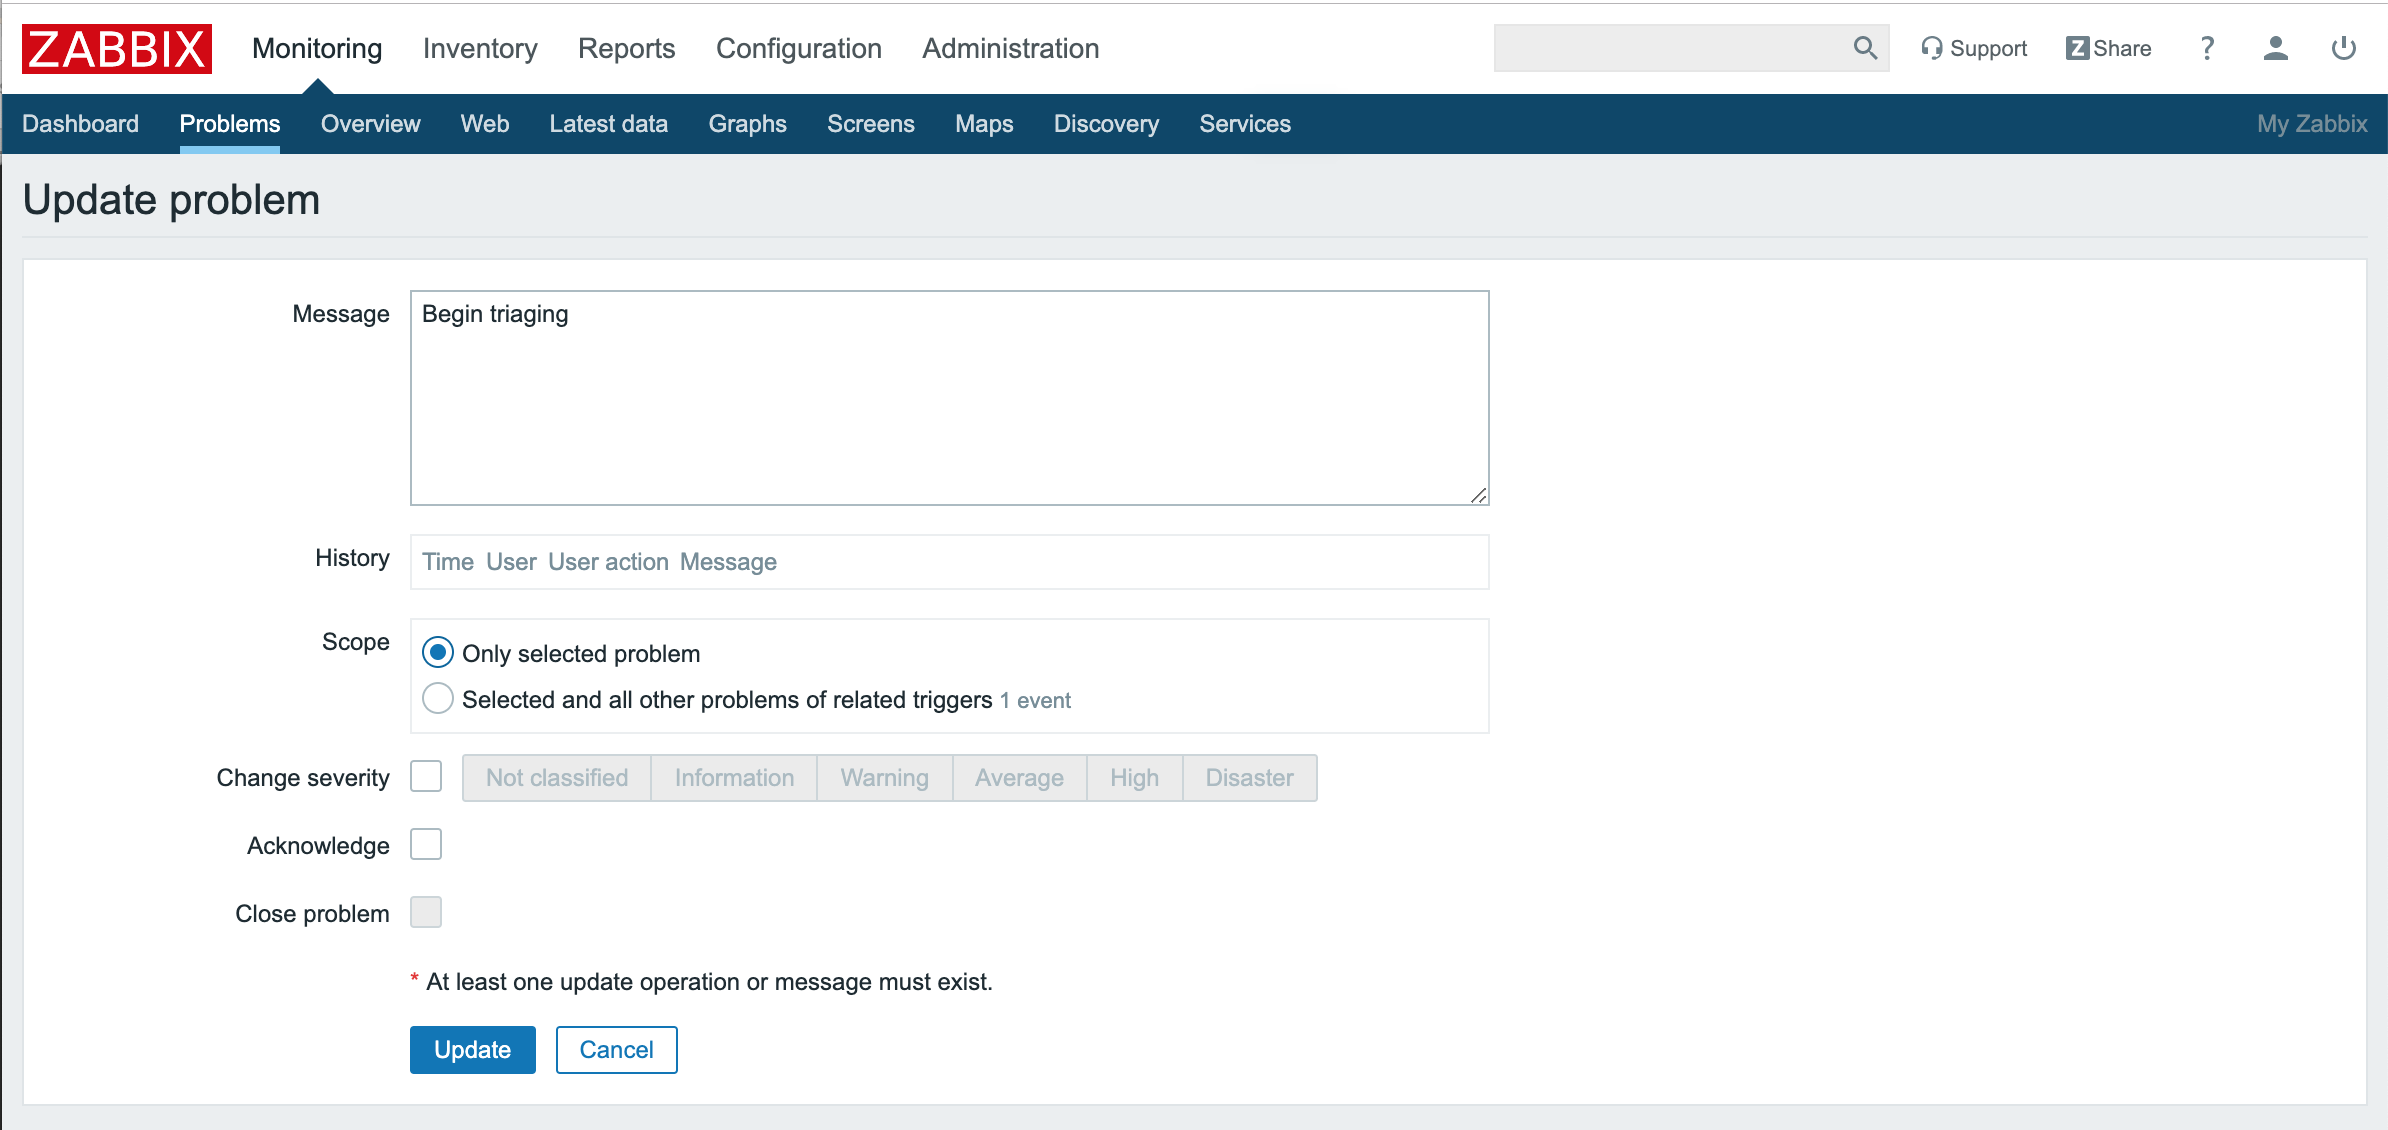 ZABBIX Monitoring Inventory Reports Configuration Administration Support Z Share ?
Dashboard Problems Overview Web Latest data Graphs Screens Maps Discovery Services My Zabbix
Update problem
Message Begin triaging
History Time User User action Message
Scope Only selected problem
Selected and all other problems of related triggers 1 event
Change severity Not classified Information Warning Average High Disaster
Acknowledge
Close problem
* At least one update operation or message must exist.
Update Cancel